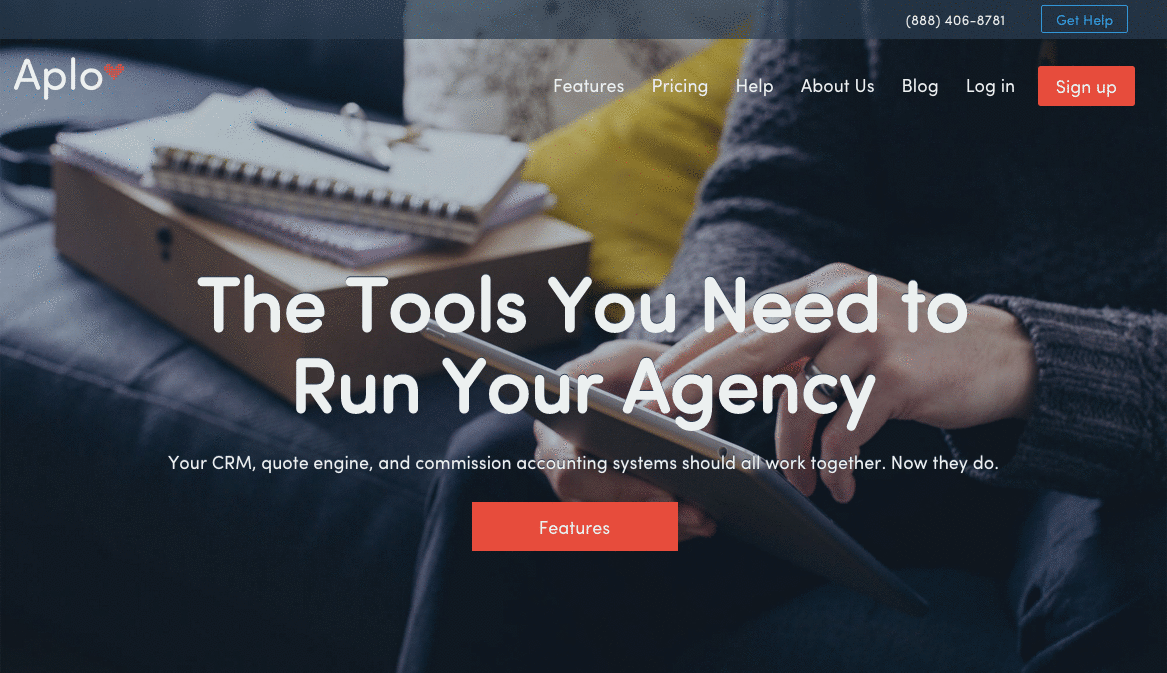 (888) 406-8781
Get Help
Aplo
Features
Pricing
Help
About Us
Blog
Log in
Sign up
The Tools You Need to
Run Your Agency
Your CRM, quote engine, and commission accounting systems should all work together. Now they do.
Features